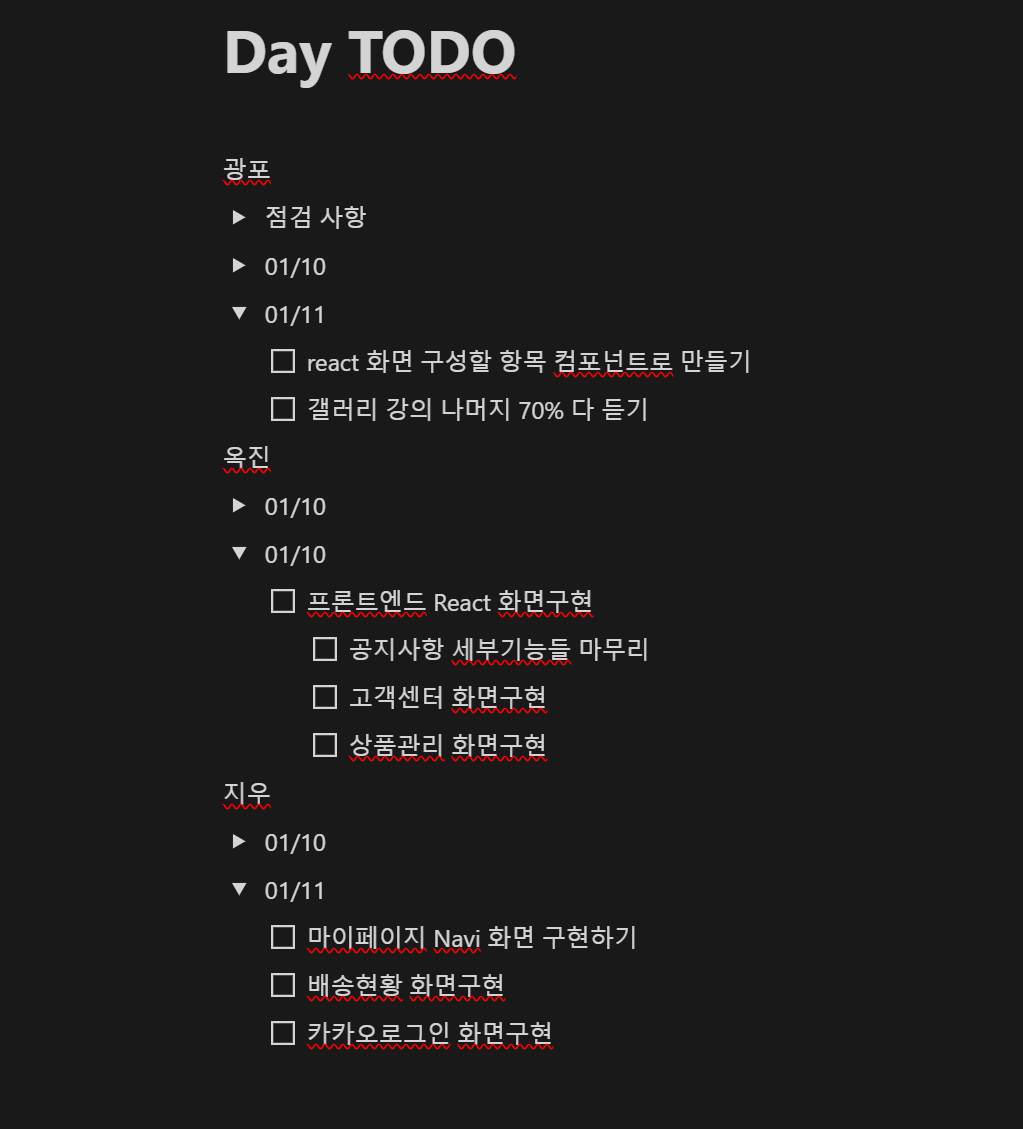 Day TODO
광포
점검 사항
01/10
01/11
react 화면 구성할 항목 컴포넌트로 만들기
갤러리 강의 나머지 70% 다 듣기
옥진
01/10
01/10
프론트엔드 React 화면구현
공지사항 세부기능들 마무리
고객센터 화면구현
상품관리 화면구현
지우
01/10
01/11
마이페이지 Navi 화면 구현하기
배송현황 화면구현
카카오로그인 화면구현